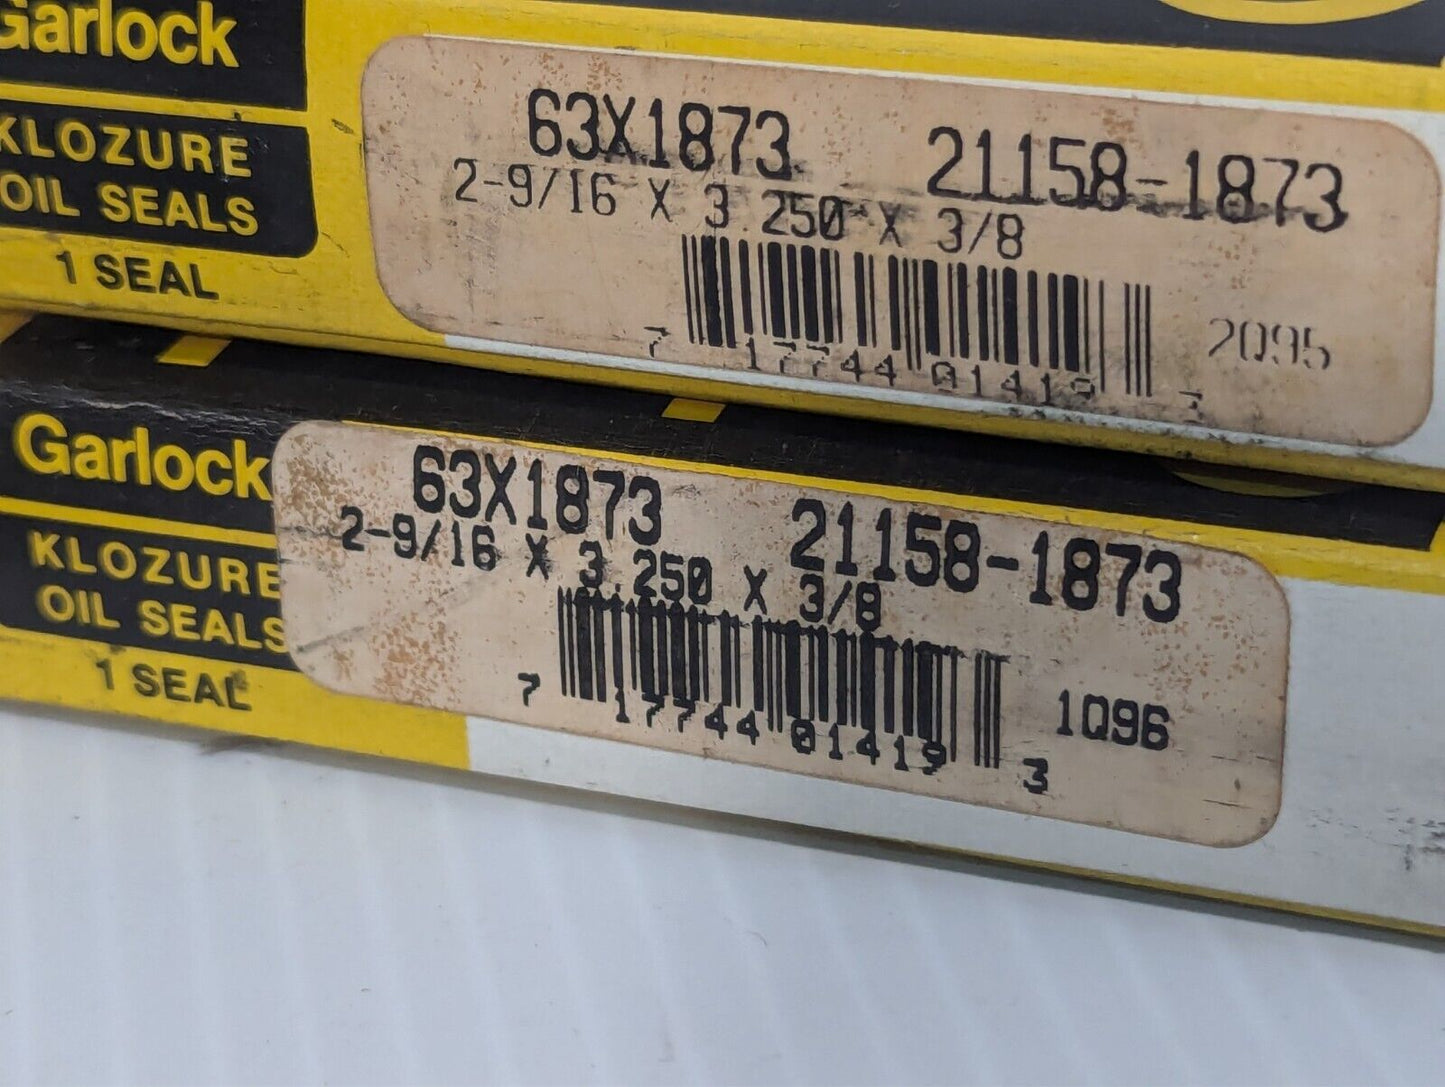 Garlock
KLOZURE
OIL SEALS
1 SEAL
63X1873 21158-1873
2-9/16 X 3.250 X 3/8
7 17744 01419 3
2Q95
Garlock
KLOZURE
OIL SEALS
1 SEAL
63X1873 21158-1873
2-9/16 X 3.250 X 3/8
7 17744 01419 3
1Q96